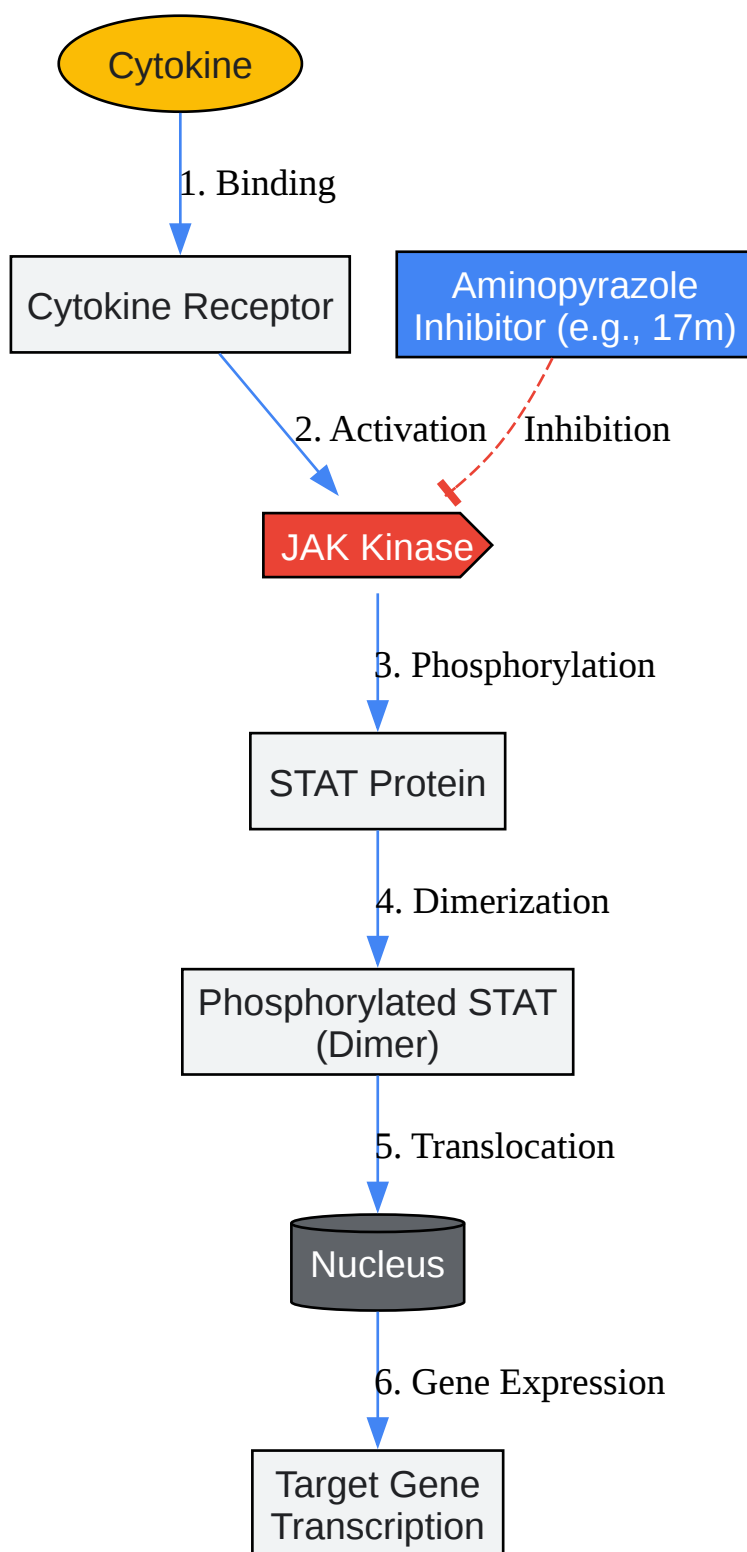 Cytokine
1. Binding
Cytokine Receptor
Aminopyrazole
Inhibitor (e.g., 17m)
2. Activation
Inhibition
JAK Kinase
3. Phosphorylation
STAT Protein
4. Dimerization
Phosphorylated STAT
(Dimer)
5. Translocation
Nucleus
6. Gene Expression
Target Gene
Transcription